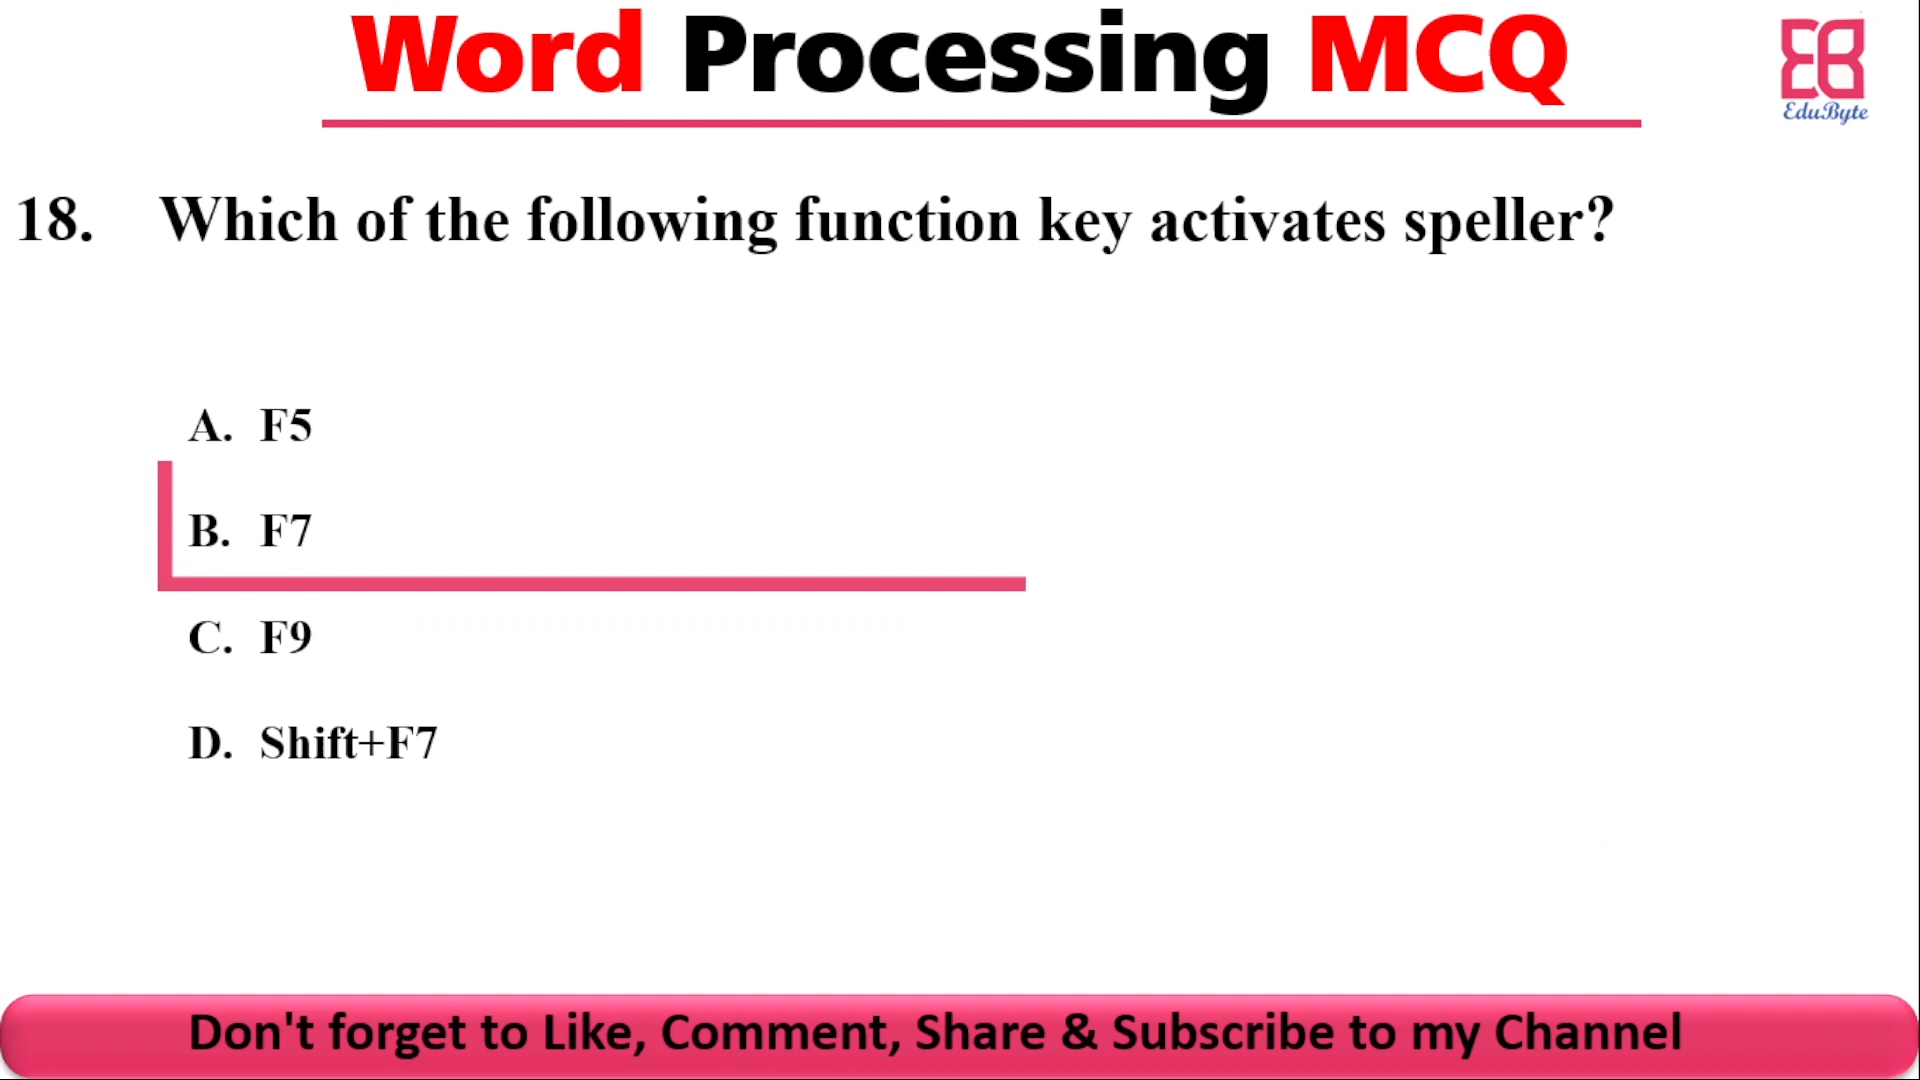 Word Processing MCQ
EB
EduByte
18. Which of the following function key activates speller?
A. F5
B. F7
C. F9
D. Shift+F7
Don't forget to Like, Comment, Share & Subscribe to my Channel